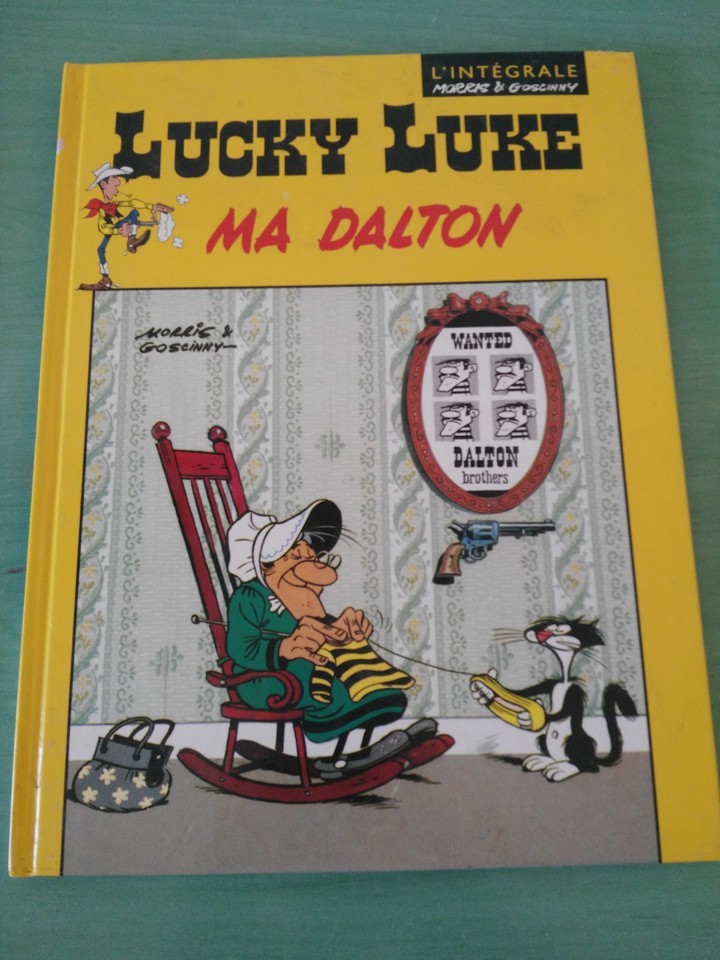 L'INTÉGRALE
MORRIS & GOSCINNY
LUCKY LUKE
MA DALTON
MORRIS &
GOSCINNY
WANTED
DALTON
brothers